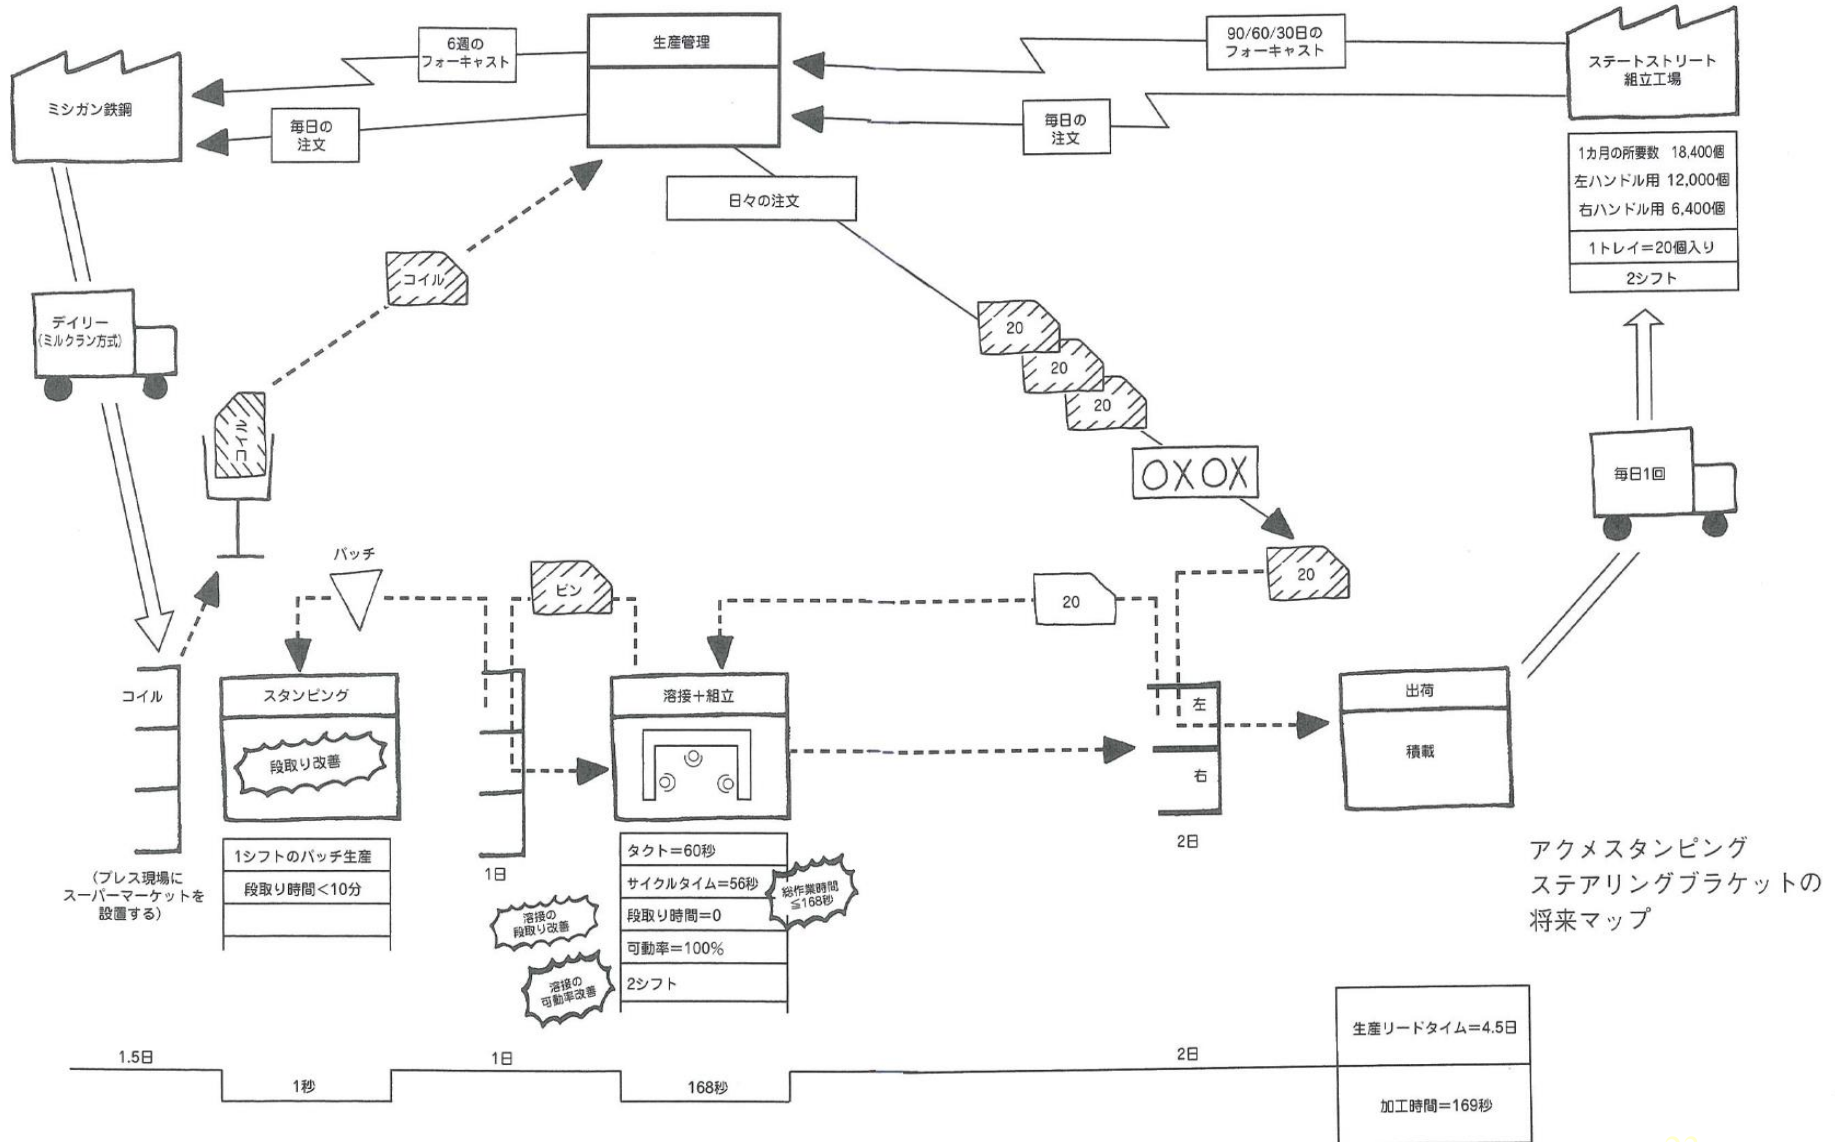 6週の
フォーキャスト
生産管理
90/60/30日の
フォーキャスト
ステートストリート
組立工場
ミシガン鉄鋼
毎日の
注文
毎日の
注文
1カ月の所要数 18,400個
左ハンドル用 12,000個
右ハンドル用 6,400個
1トレイ=20個入り
2シフト
日々の注文
コイル
デイリー
(ミルクラン方式)
20
20
20
コイル
OXOX
毎日1回
バッチ
ビン
20
20
コイル
スタンピング
溶接+組立
左
右
出荷
積載
段取り改善
2日
1シフトのバッチ生産
段取り時間<10分
1日
タクト=60秒
サイクルタイム=56秒
段取り時間=0
可動率=100%
2シフト
総作業時間
≦168秒
(プレス現場に
スーパーマーケットを
設置する)
溶接の
段取り改善
溶接の
可動率改善
アクメスタンピング
ステアリングブラケットの
将来マップ
1.5日
1秒
1日
168秒
2日
生産リードタイム=4.5日
加工時間=169秒